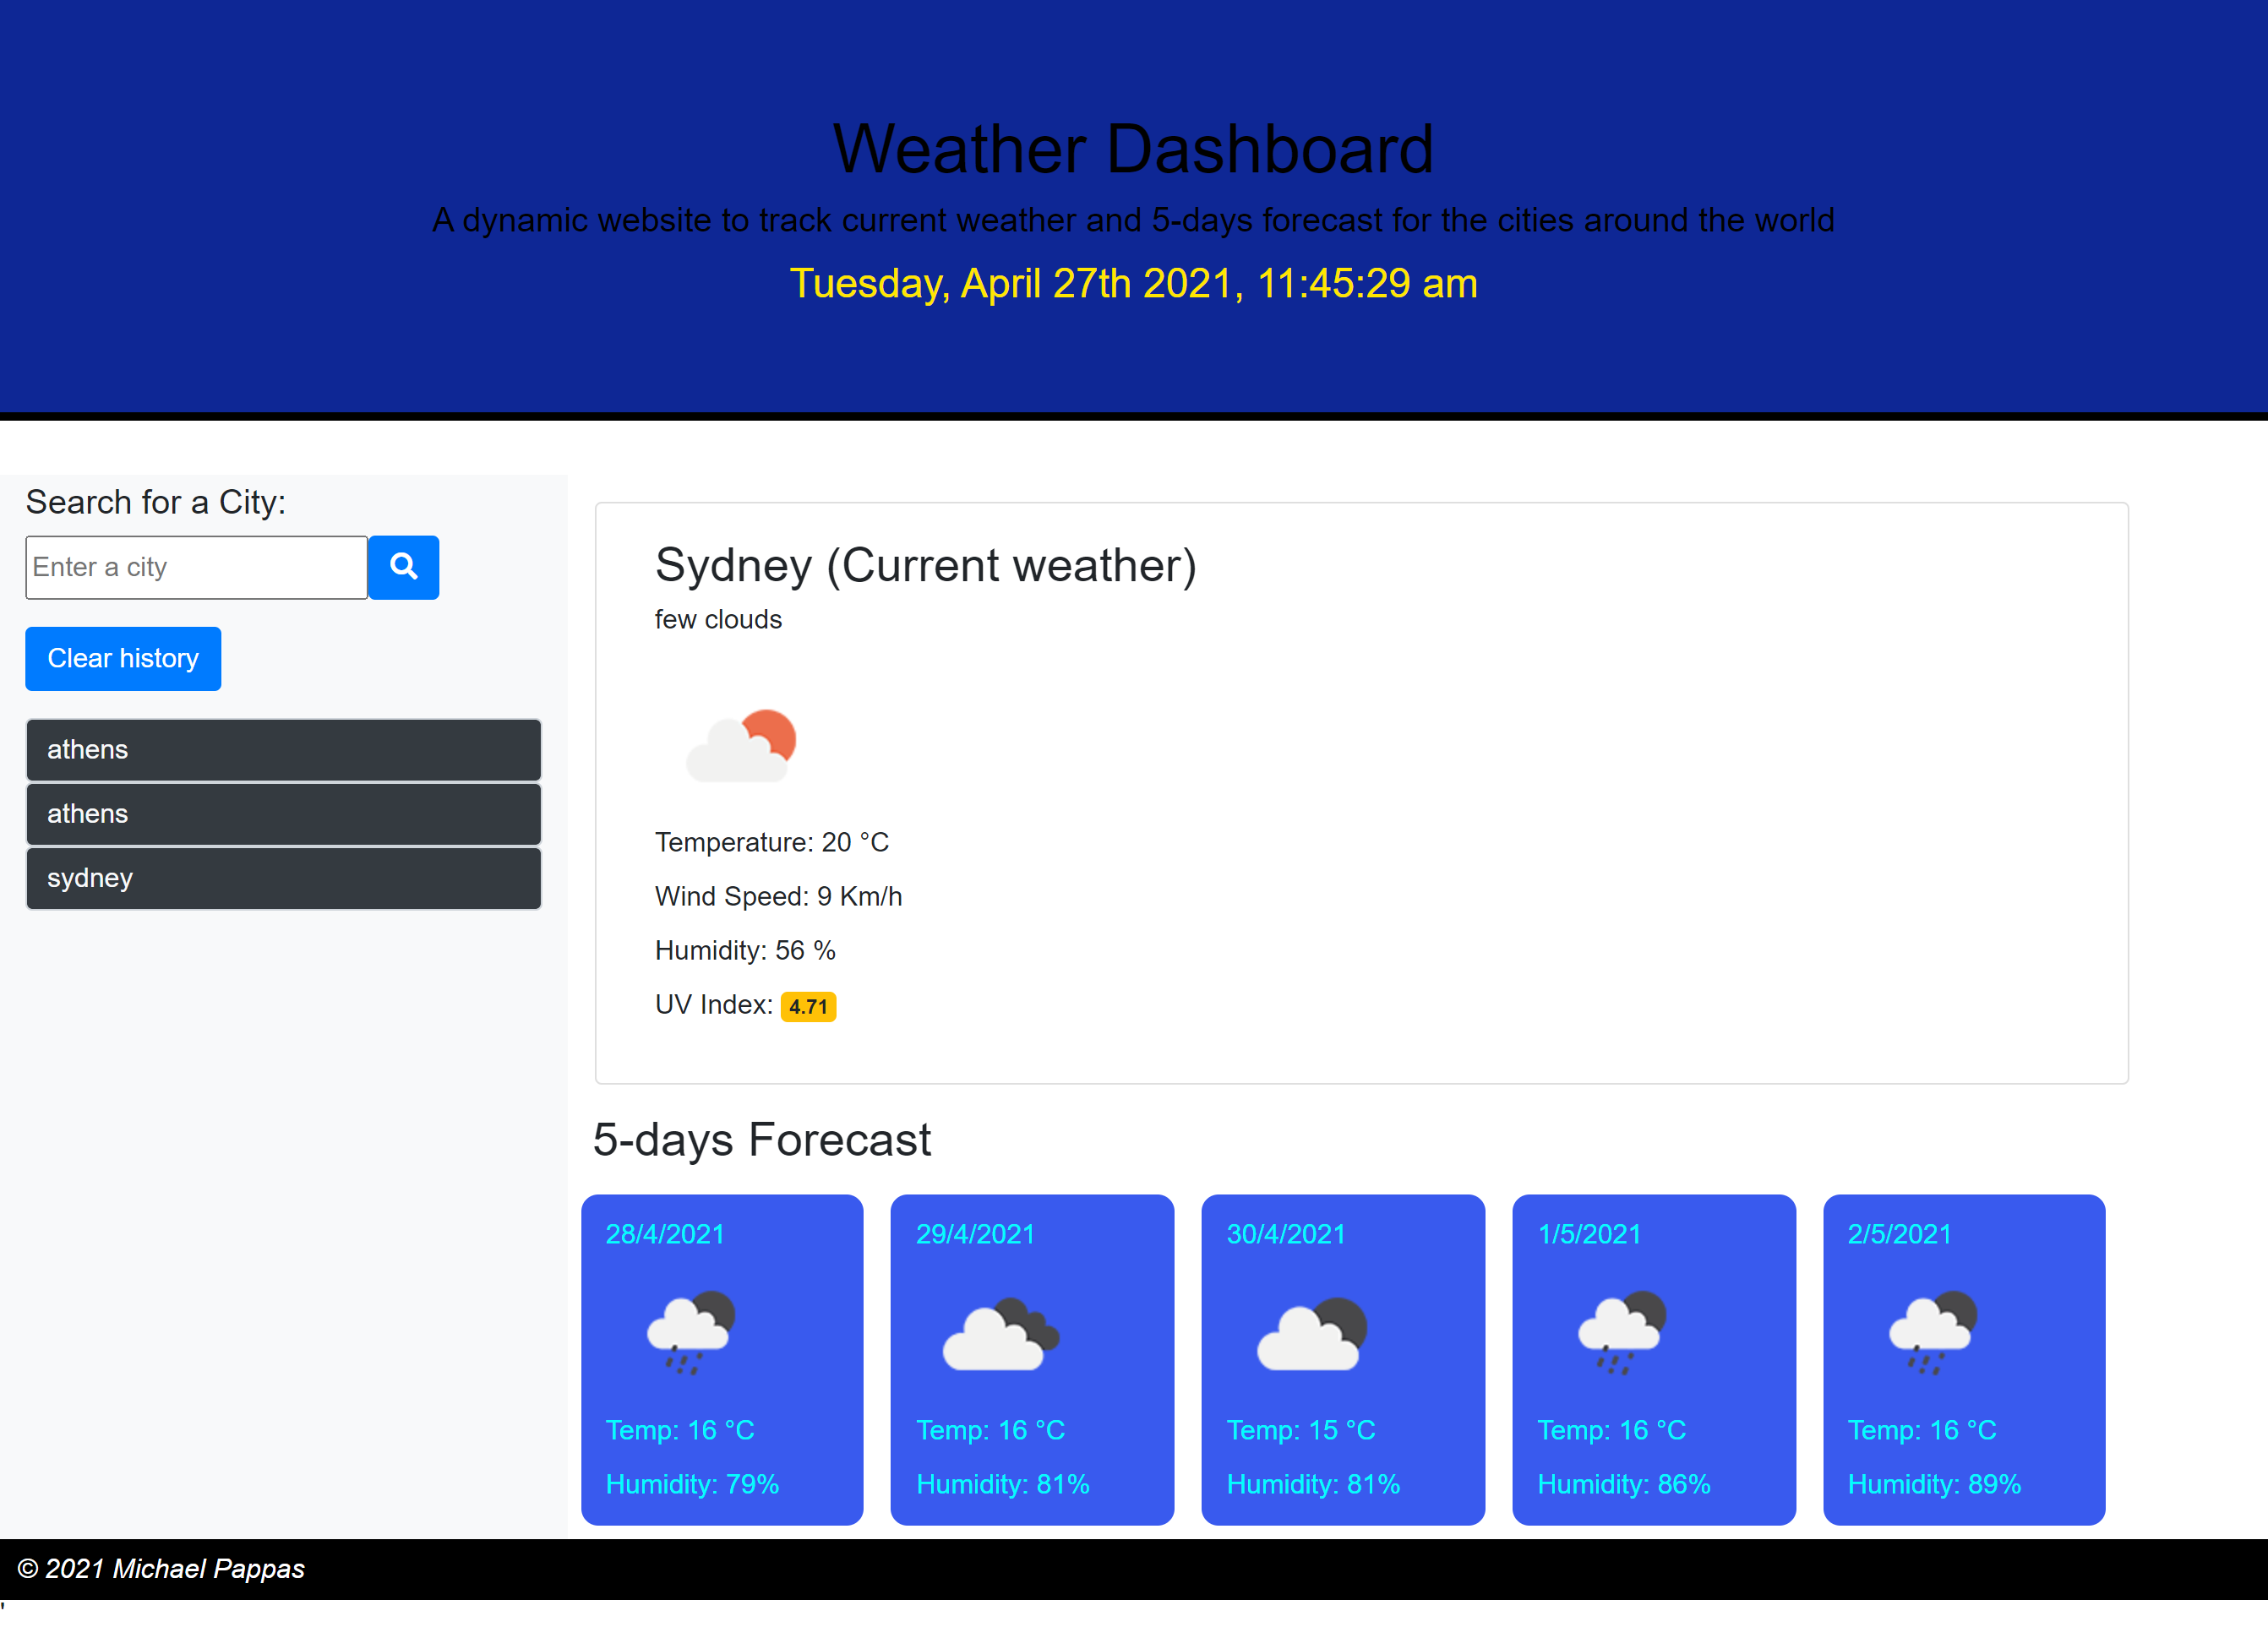 Weather Dashboard
A dynamic website to track current weather and 5-days forecast for the cities around the world
Tuesday, April 27th 2021, 11:45:29 am
Search for a City:
Enter a city
Clear history
athens
athens
sydney
Sydney (Current weather)
few clouds
Temperature: 20 °C
Wind Speed: 9 Km/h
Humidity: 56 %
UV Index: 4.71
5-days Forecast
28/4/2021
Temp: 16 °C
Humidity: 79%
29/4/2021
Temp: 16 °C
Humidity: 81%
30/4/2021
Temp: 15 °C
Humidity: 81%
1/5/2021
Temp: 16 °C
Humidity: 86%
2/5/2021
Temp: 16 °C
Humidity: 89%
© 2021 Michael Pappas
'